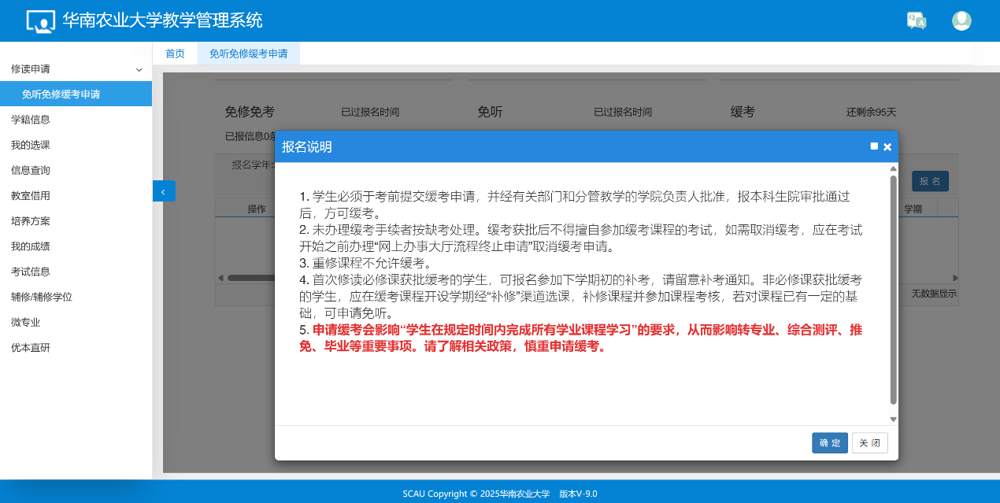 华南农业大学教学管理系统
首页
免听免修缓考申请
修读申请
免听免修缓考申请
学籍信息
我的选课
信息查询
教室借用
培养方案
我的成绩
考试信息
辅修/辅修学位
微专业
优本直研
免修免考 已过报名时间
免听 已过报名时间
缓考 还剩余95天
已报信息0条
报名学年:
报 名
操作
学期
无数据显示
报名说明
1. 学生必须于考前提交缓考申请，并经有关部门和分管教学的学院负责人批准，报本科生院审批通过
后，方可缓考。
2. 未办理缓考手续者按缺考处理。缓考获批后不得擅自参加缓考课程的考试，如需取消缓考，应在考试
开始之前办理“网上办事大厅流程终止申请”取消缓考申请。
3. 重修课程不允许缓考。
4. 首次修读必修课获批缓考的学生，可报名参加下学期初的补考，请留意补考通知。非必修课获批缓考
的学生，应在缓考课程开设学期经“补修”渠道选课，补修课程并参加课程考核，若对课程已有一定的基
础，可申请免听。
5. 申请缓考会影响“学生在规定时间内完成所有学业课程学习”的要求，从而影响转专业、综合测评、推
免、毕业等重要事项。请了解相关政策，慎重申请缓考。
确 定
关 闭
SCAU Copyright © 2025华南农业大学 版本V-9.0